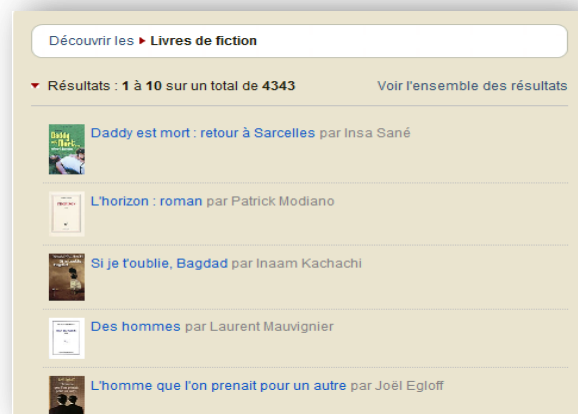 Découvrir les ▸ Livres de fiction
Résultats : 1 à 10 sur un total de 4343 Voir l'ensemble des résultats
Daddy est mort : retour à Sarcelles par Insa Sané
L'horizon : roman par Patrick Modiano
Si je t'oublie, Bagdad par Inaam Kachachi
Des hommes par Laurent Mauvignier
L'homme que l'on prenait pour un autre par Joël Egloff